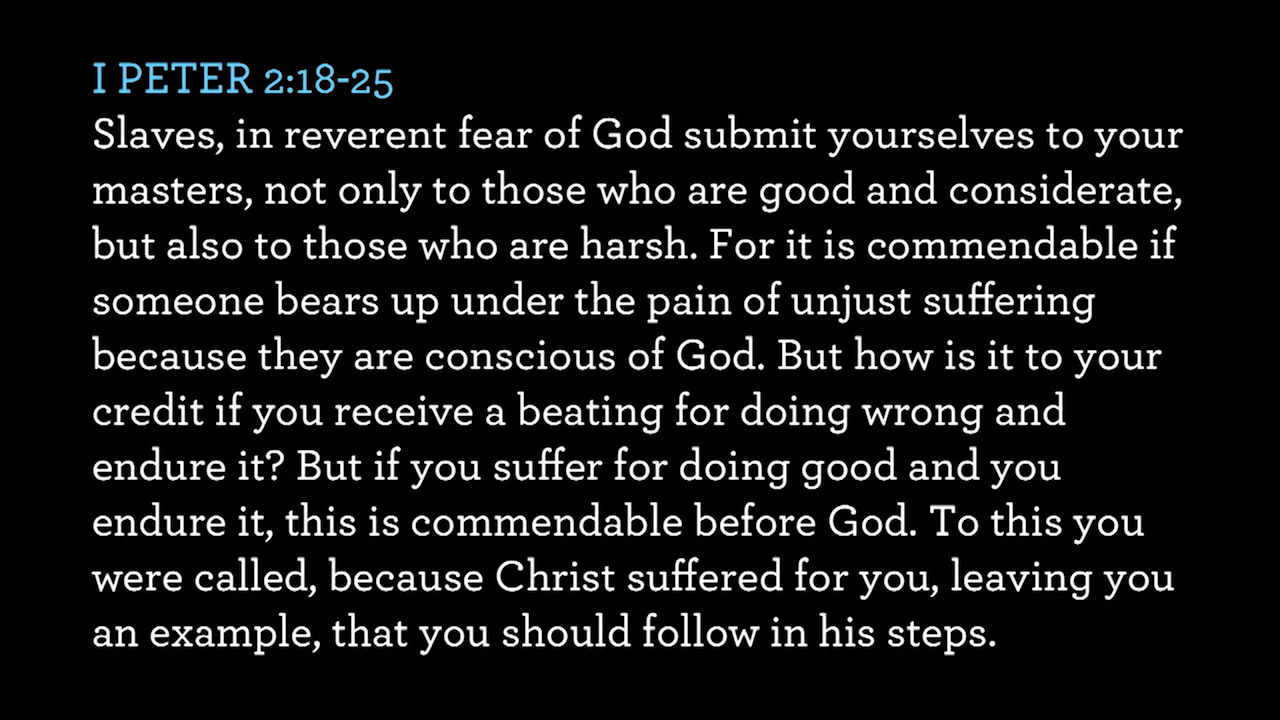 I PETER 2:18-25
Slaves, in reverent fear of God submit yourselves to your
masters, not only to those who are good and considerate,
but also to those who are harsh. For it is commendable if
someone bears up under the pain of unjust suffering
because they are conscious of God. But how is it to your
credit if you receive a beating for doing wrong and
endure it? But if you suffer for doing good and you
endure it, this is commendable before God. To this you
were called, because Christ suffered for you, leaving you
an example, that you should follow in his steps.